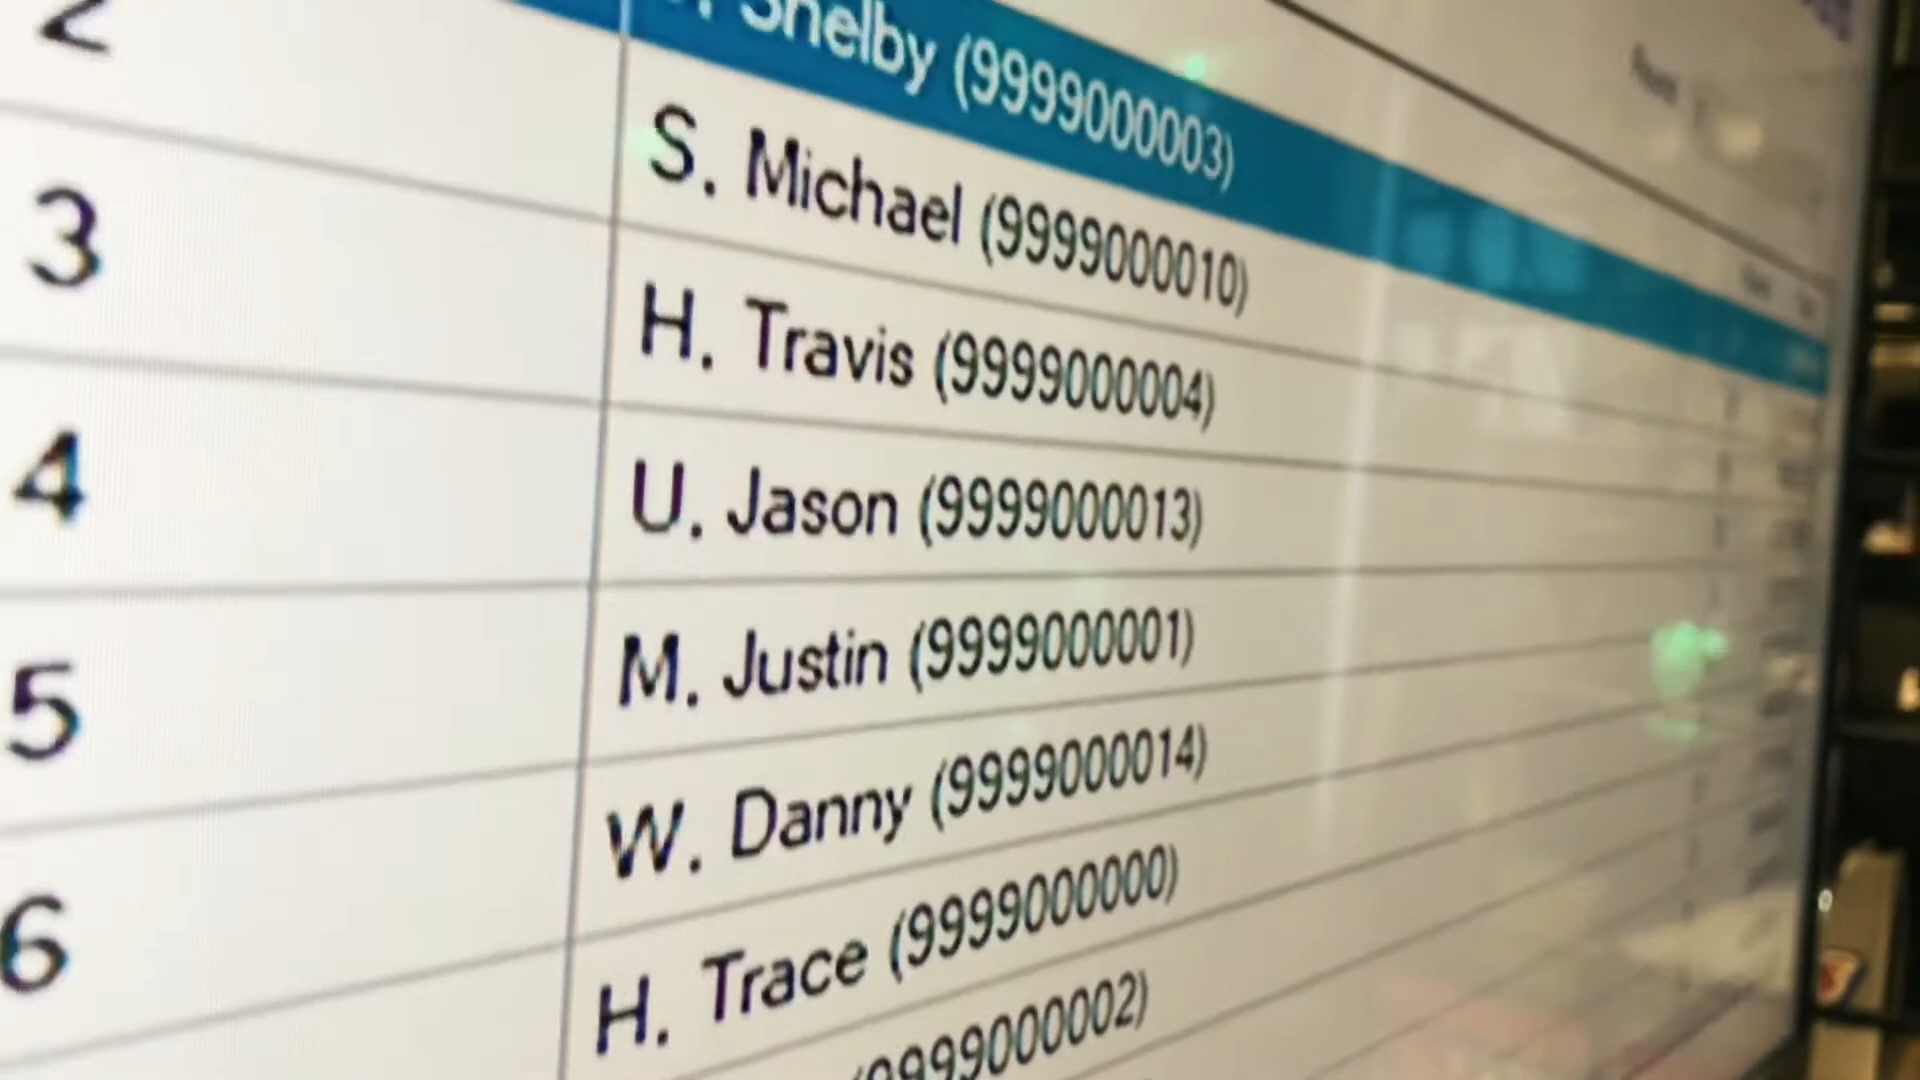 Shelby (9999000003)
2 S. Michael (9999000010)
3 H. Travis (9999000004)
4 U. Jason (9999000013)
5 M. Justin (9999000001)
6 W. Danny (9999000014)
H. Trace (9999000000)
(9999000002)